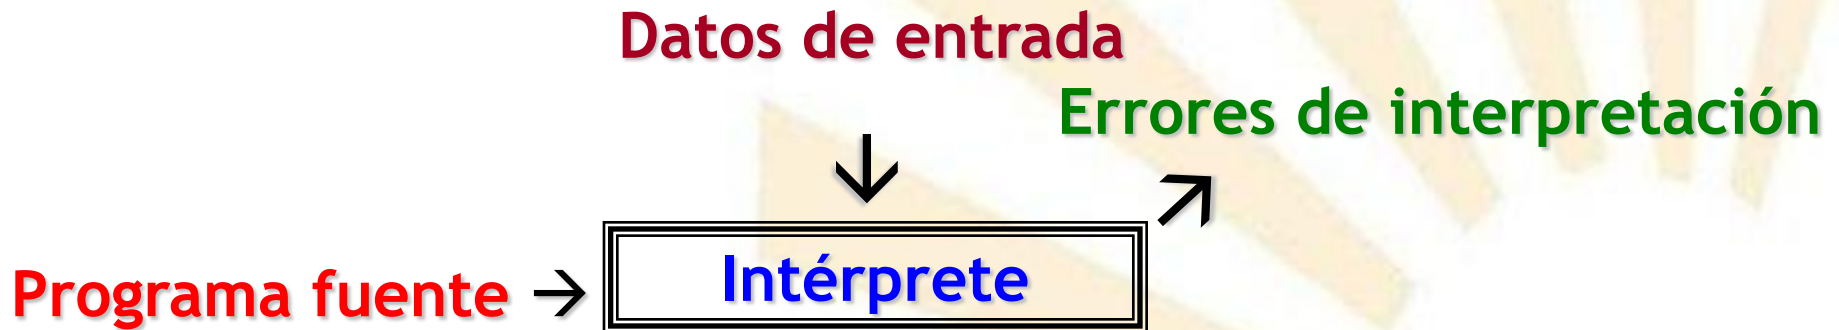 Datos de entrada
Errores de interpretación
Programa fuente → Intérprete